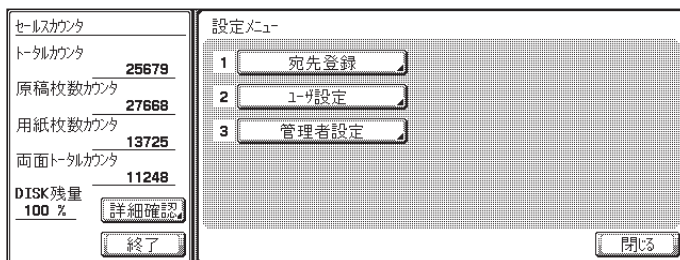 セールスカウンタ
トータルカウンタ
25679
原稿枚数カウンタ
27668
用紙枚数カウンタ
13725
両面トータルカウンタ
11248
DISK残量
100 %
詳細確認
終了
設定メニュー
1 宛先登録
2 ユーザ設定
3 管理者設定
閉じる